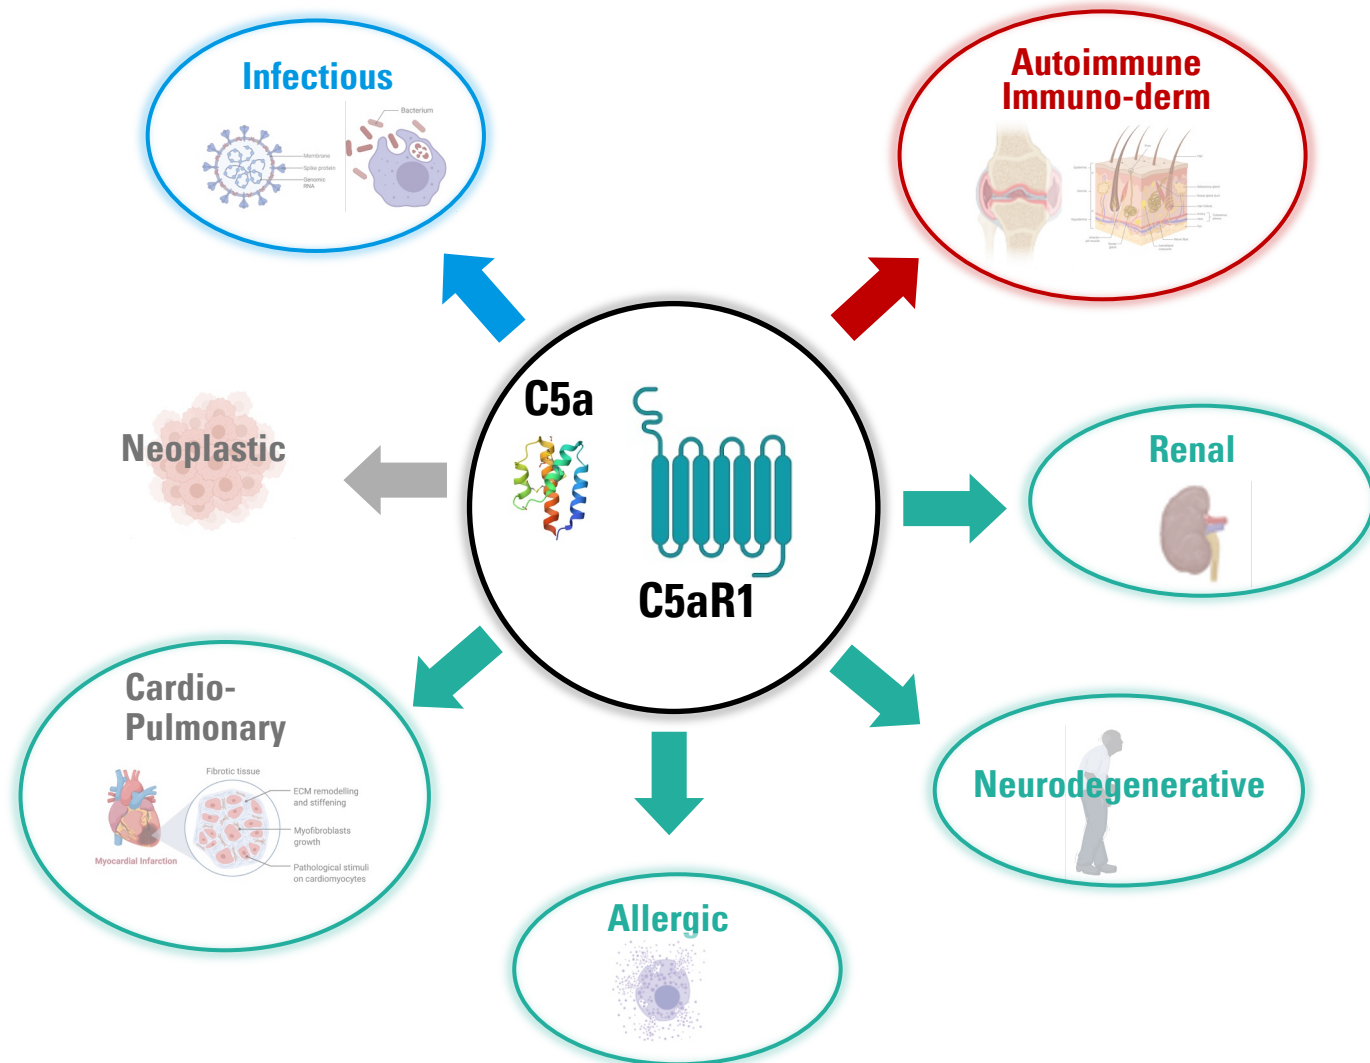 Infectious
Bacterium
Membrane
Spike protein
Genomic
RNA
Autoimmune
Immuno-derm
C5a
C5aR1
Neoplastic
Renal
Cardio-
Pulmonary
Fibrotic tissue
ECM remodelling
and stiffening
Myofibroblasts
growth
Pathological stimuli
on cardiomyocytes
Myocardial Infarction
Neurodegenerative
Allergic